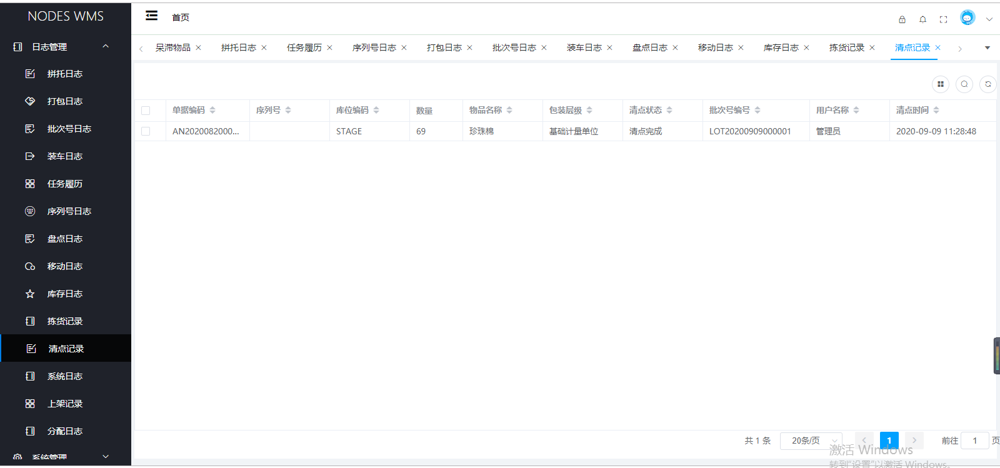 NODES WMS
首页
日志管理
拼托日志
打包日志
批次号日志
装车日志
任务履历
序列号日志
盘点日志
移动日志
库存日志
拣货记录
清点记录
系统日志
上架记录
分配日志
系统管理
呆滞物品 拼托日志 任务履历 序列号日志 打包日志 批次号日志 装车日志 盘点日志 移动日志 库存日志 拣货记录 清点记录
单据编码 序列号 库位编码 数量 物品名称 包装层级 清点状态 批次号编号 用户名称 清点时间
AN2020082000... STAGE 69 珍珠棉 基础计量单位 清点完成 LOT20200909000001 管理员 2020-09-09 11:28:48
共 1 条 20条/页 1 前往 1 页
激活 Windows
转到"设置"以激活 Windows。